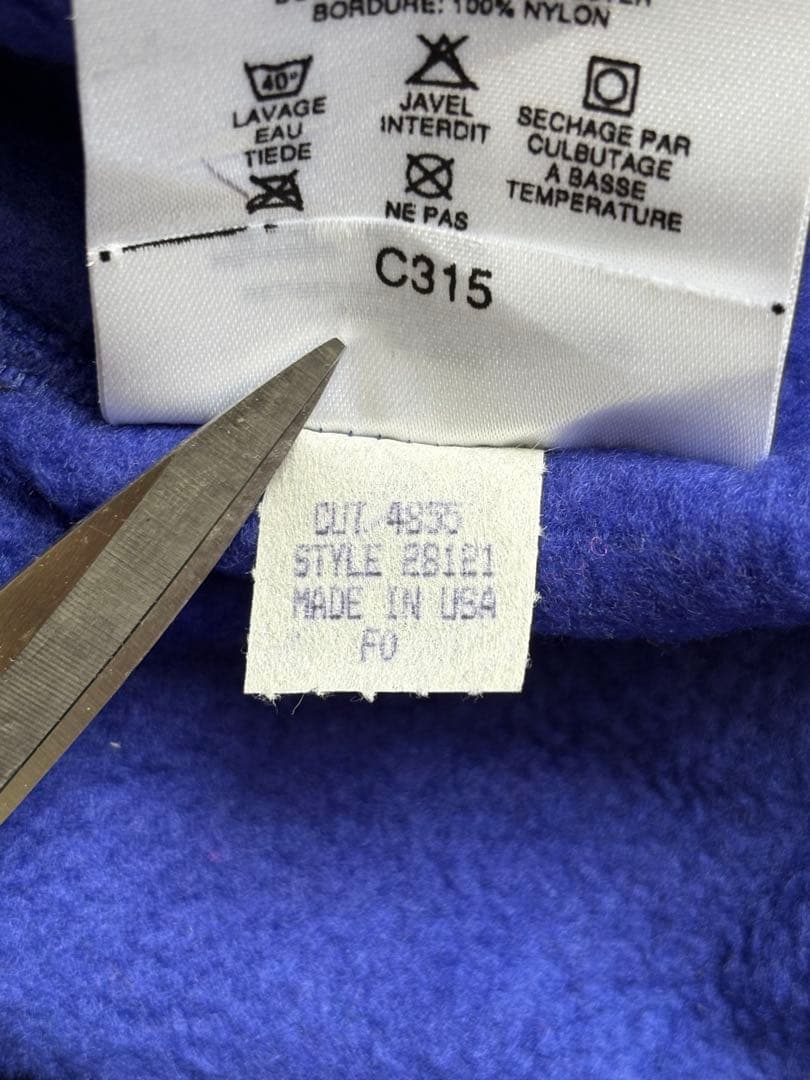 BORDURE: 100% NYLON
40°
LAVAGE
EAU
TIEDE
JAVEL
INTERDIT
NE PAS
SECHAGE PAR
CULBUTAGE
A BASSE
TEMPERATURE
C315
CUT 4935
STYLE 28121
MADE IN USA
FO